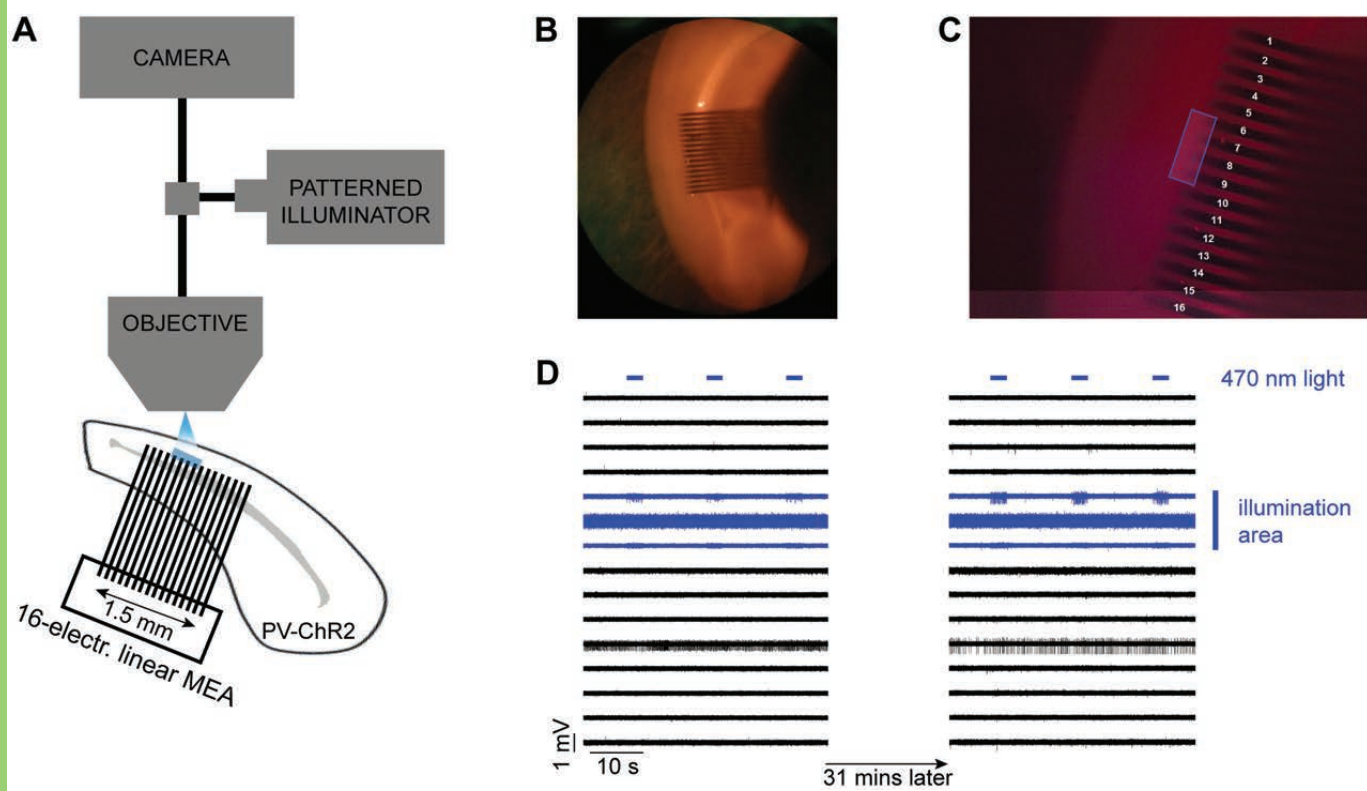 A
CAMERA
PATTERNED
ILLUMINATOR
OBJECTIVE
1.5 mm
16-electr. linear MEA
PV-ChR2
B
C
1
2
3
4
5
6
7
8
9
10
11
12
13
14
15
16
D
470 nm light
illumination
area
1 mV
10 s
31 mins later